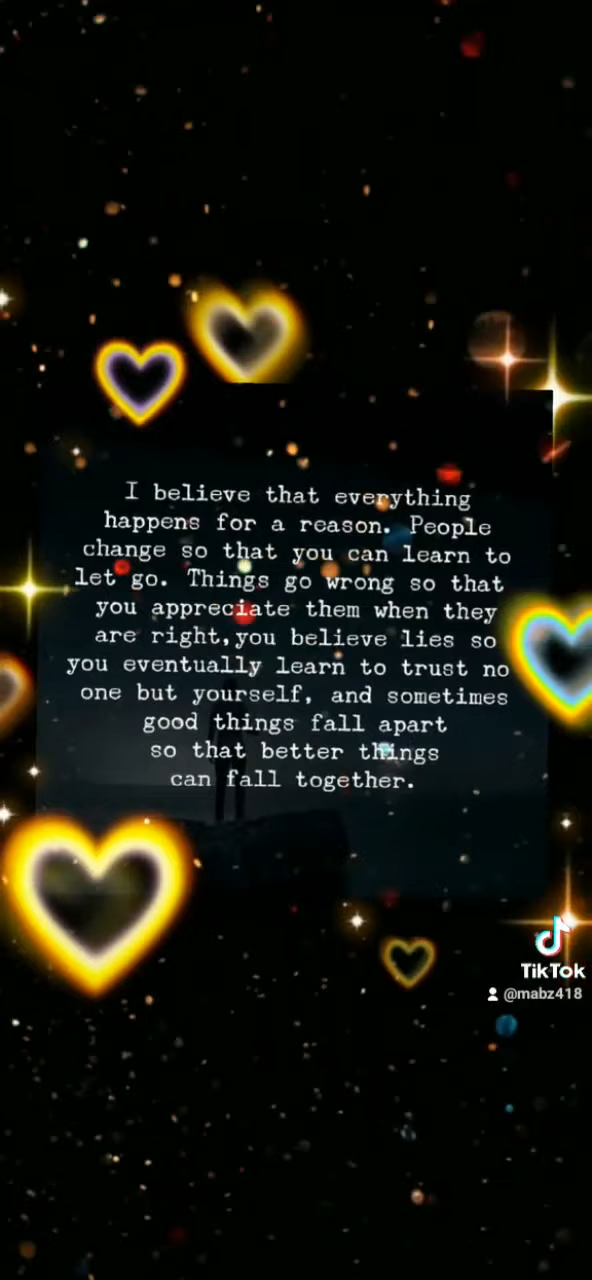 I believe that everything
happens for a reason. People
change so that you can learn to
let go. Things go wrong so that
you appreciate them when they
are right,you believe lies so
you eventually learn to trust no
one but yourself, and sometimes
good things fall apart
so that better things
can fall together.
TikTok
@mabz418